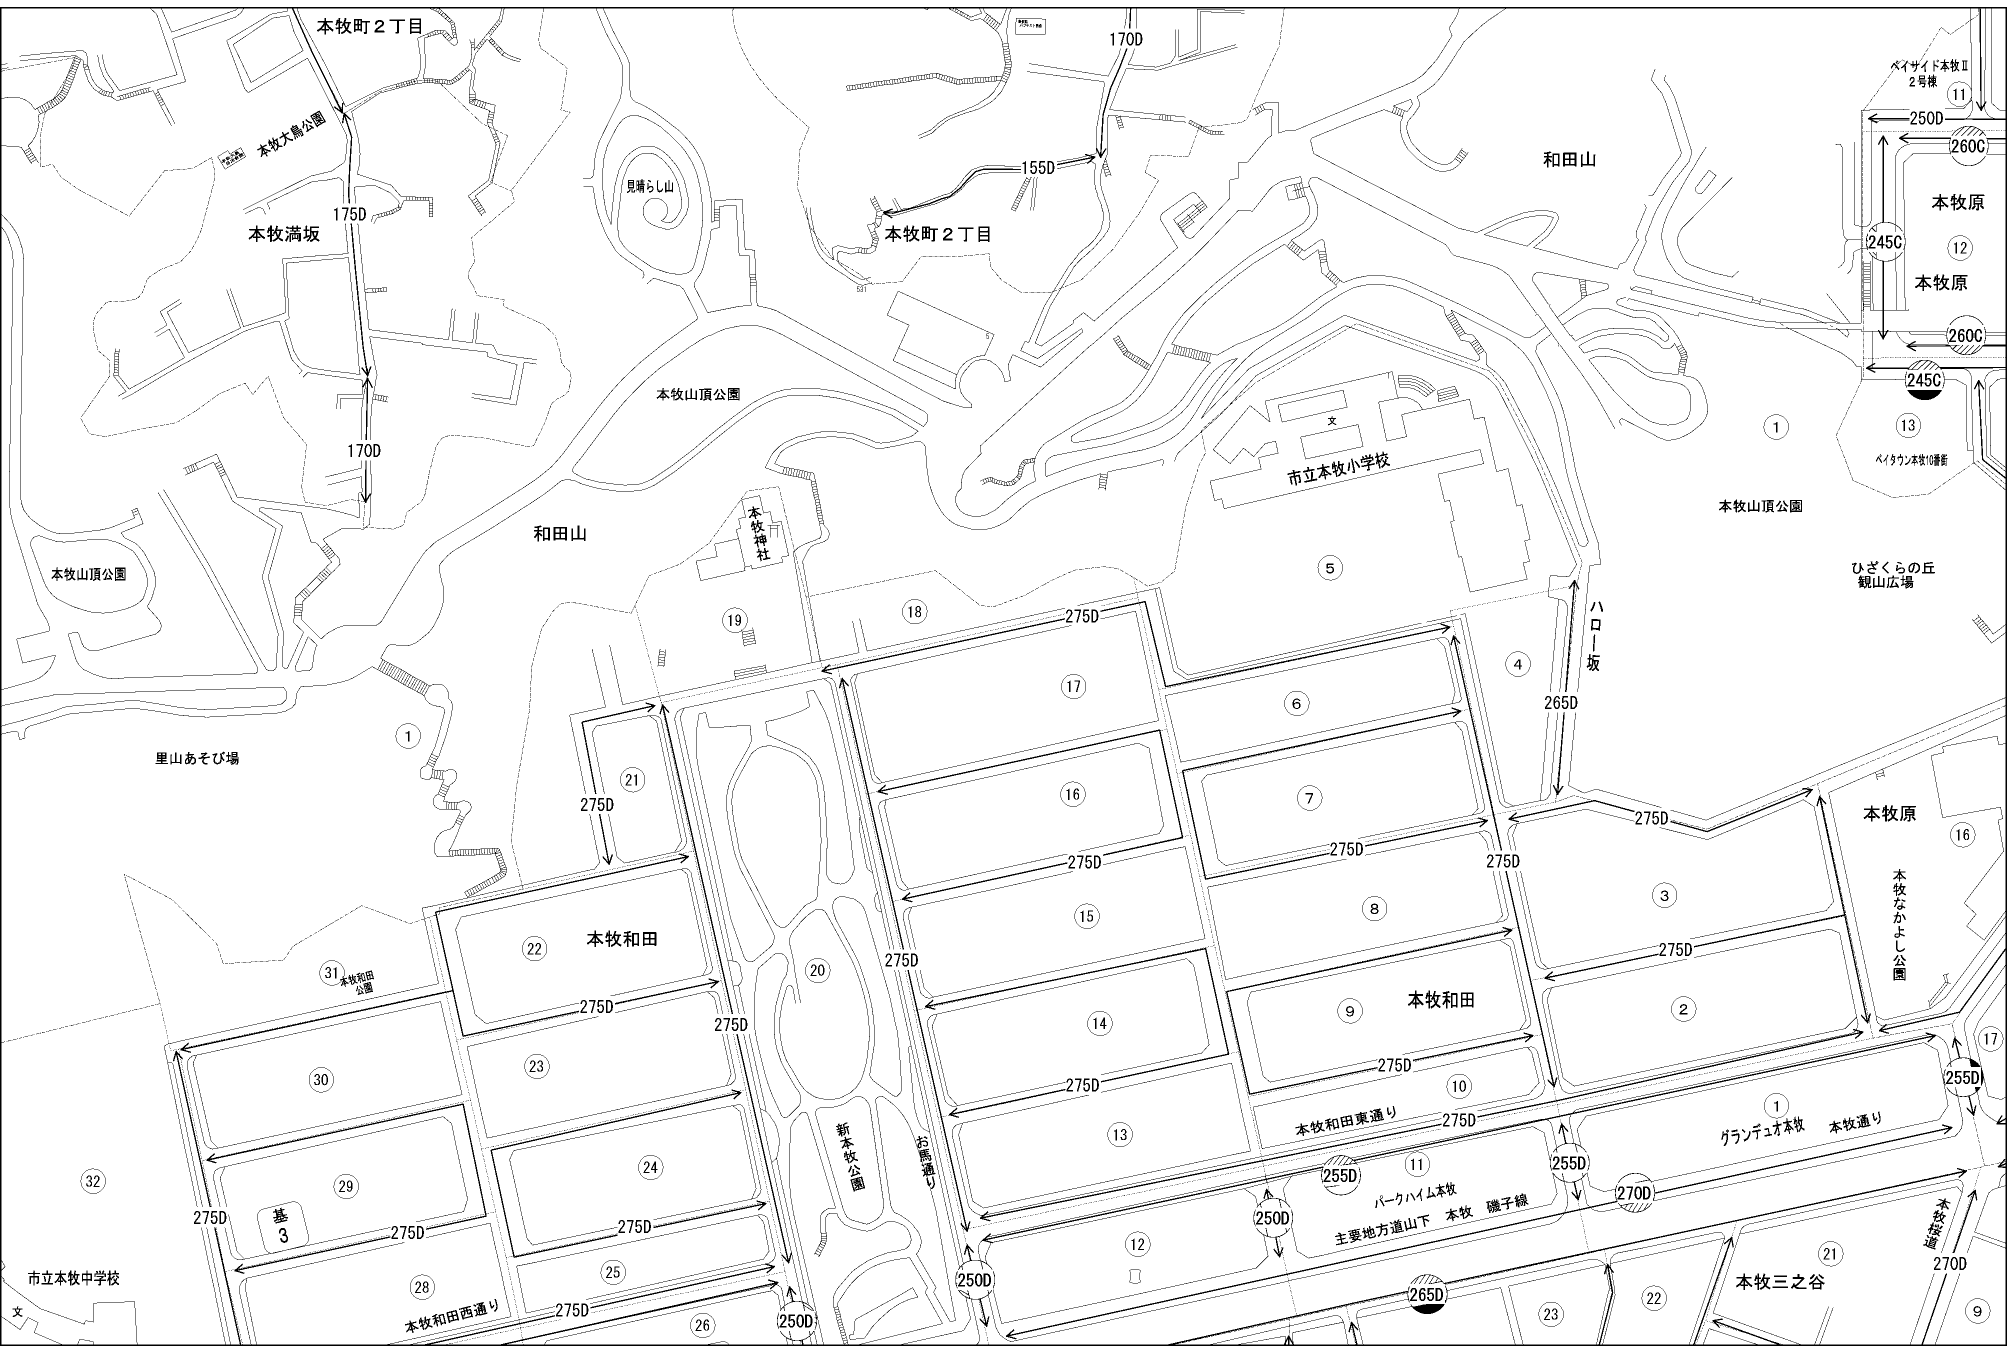 本牧町２丁目
170D
ベイサイド本牧Ⅱ
２号棟
11
250D
260C
本牧大鳥公園
155D
和田山
見晴らし山
175D
本牧満坂
本牧町２丁目
本牧原
245C
12
本牧原
531
5
260C
245C
本牧山頂公園
文
1
13
170D
ベイタウン本牧10番街
市立本牧小学校
本牧山頂公園
本牧神社
和田山
本牧山頂公園
5
ひざくらの丘
観山広場
ハロー坂
19
18
275D
4
17
6
265D
1
里山あそび場
21
275D
16
7
275D
本牧原
16
275D
275D
275D
本牧なかよし公園
3
15
8
22
本牧和田
275D
275D
31
本牧和田
公園
20
275D
275D
14
9
本牧和田
2
17
30
23
275D
275D
255D
10
新本牧公園
お馬通り
13
本牧和田東通り
275D
1
グランデュオ本牧
本牧通り
32
29
24
11
255D
255D
パークハイム本牧
270D
基
3
275D
275D
275D
250D
主要地方道山下　本牧　磯子線
本牧桜道
市立本牧中学校
文
28
25
12
250D
21
本牧三之谷
270D
本牧和田西通り
275D
26
250D
265D
23
22
9